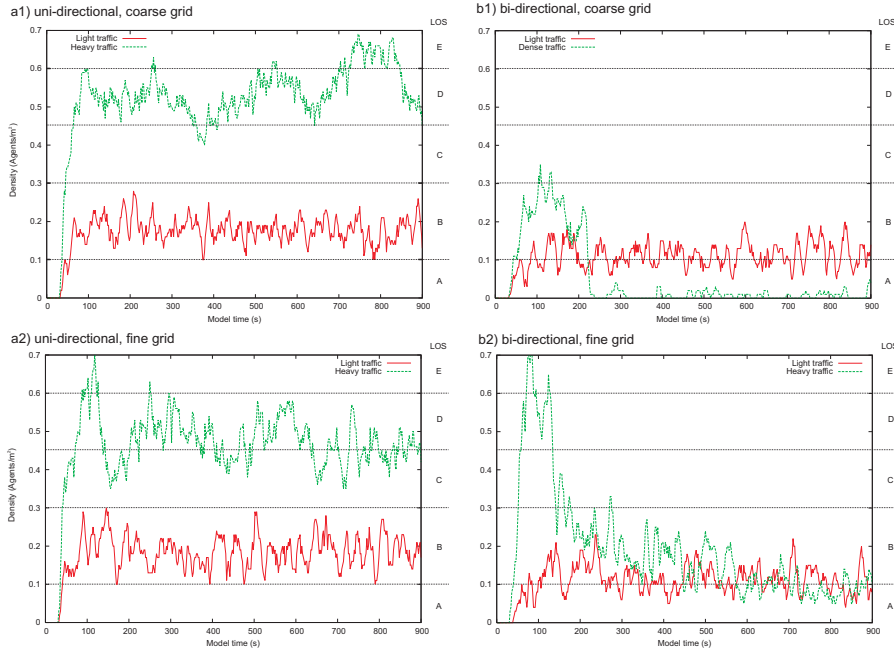 a1) uni-directional, coarse grid
LOS
0.7
Light traffic
Heavy traffic
E
0.6
D
0.5
Density (Agents/m²)
0.4
C
0.3
B
0.2
0.1
A
0
0 100 200 300 400 500 600 700 800 900
Model time (s)
b1) bi-directional, coarse grid
LOS
0.7
Light traffic
Dense traffic
E
0.6
D
0.5
0.4
C
0.3
B
0.2
0.1
A
0
0 100 200 300 400 500 600 700 800 900
Model time (s)
a2) uni-directional, fine grid
LOS
0.7
Light traffic
Heavy traffic
E
0.6
D
0.5
Density (Agents/m²)
0.4
C
0.3
B
0.2
0.1
A
0
0 100 200 300 400 500 600 700 800 900
Model time (s)
b2) bi-directional, fine grid
LOS
0.7
Light traffic
Heavy traffic
E
0.6
D
0.5
0.4
C
0.3
B
0.2
0.1
A
0
0 100 200 300 400 500 600 700 800 900
Model time (s)